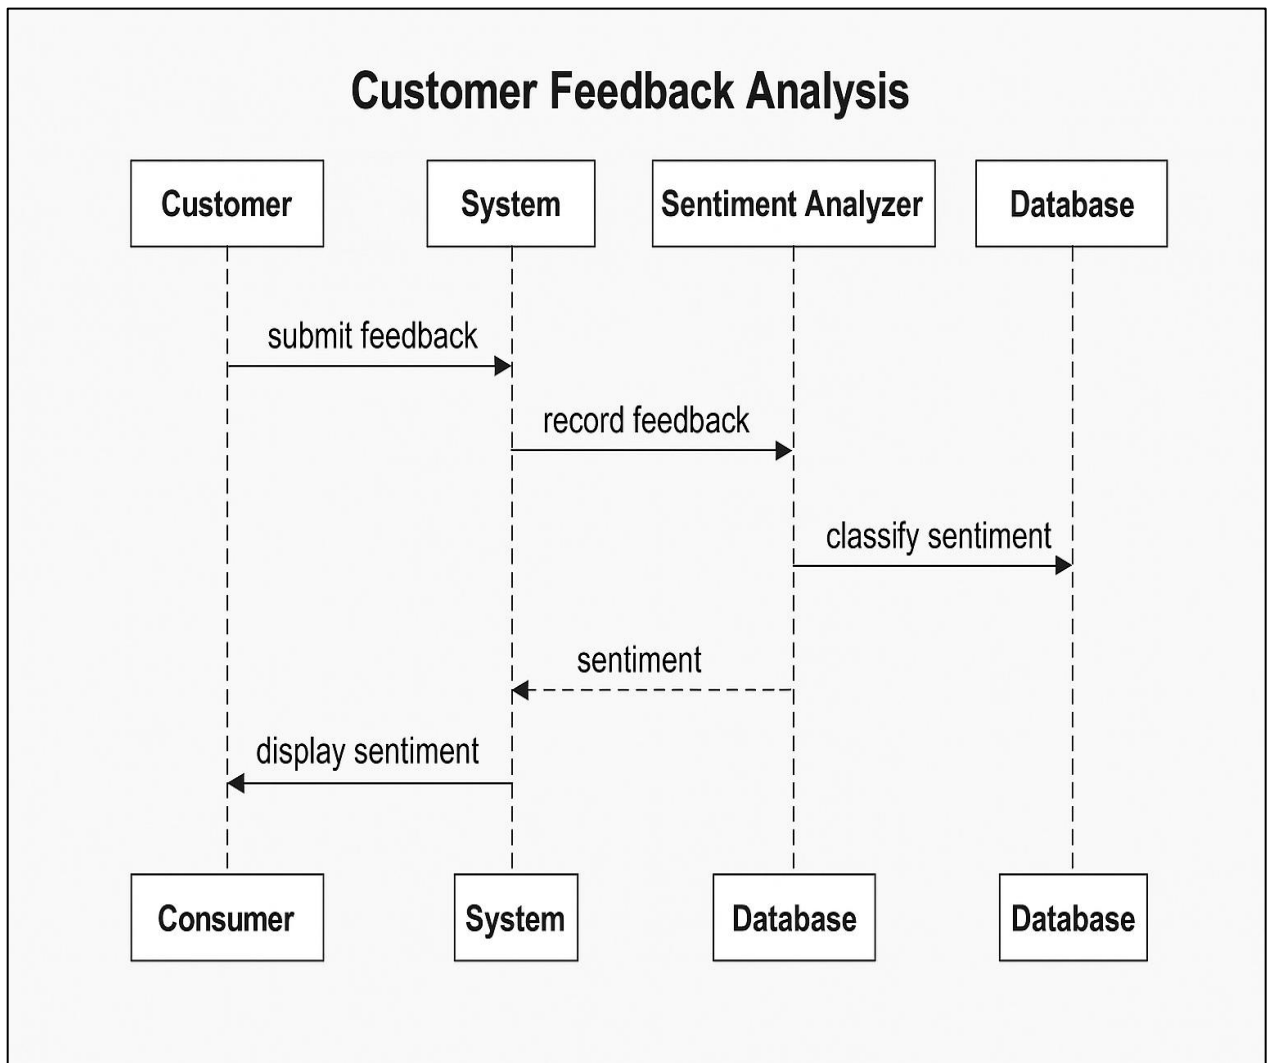 Customer Feedback Analysis
Customer
System
Sentiment Analyzer
Database
submit feedback
record feedback
classify sentiment
sentiment
display sentiment
Consumer
System
Database
Database